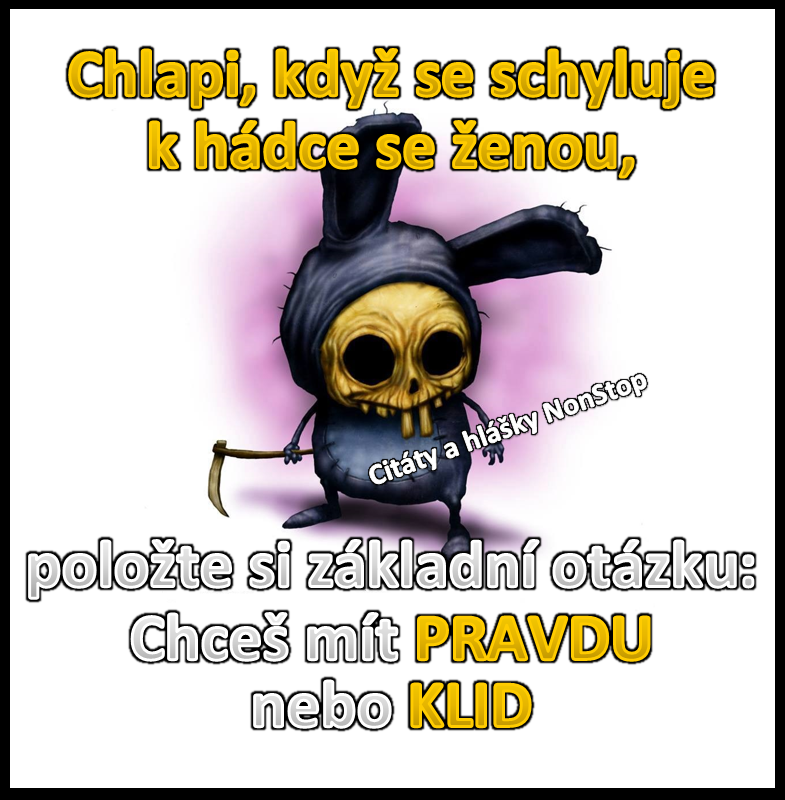 Chlapi, když se schyluje
k hádce se ženou,
Citáty a hlášky NonStop
položte si základní otázku:
Chceš mít PRAVDU
nebo KLID